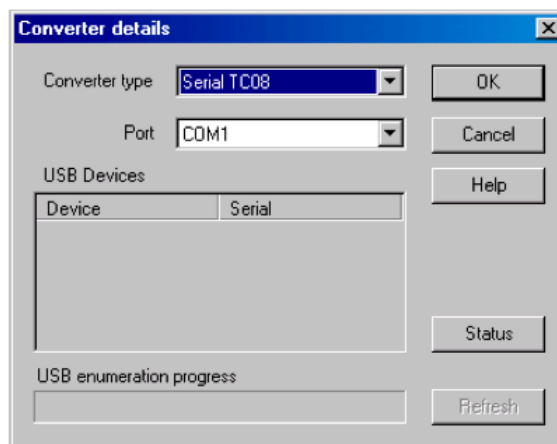 Converter details
Converter type Serial TC08 OK
Port COM1 Cancel
USB Devices Help
Device Serial
Status
USB enumeration progress
Refresh